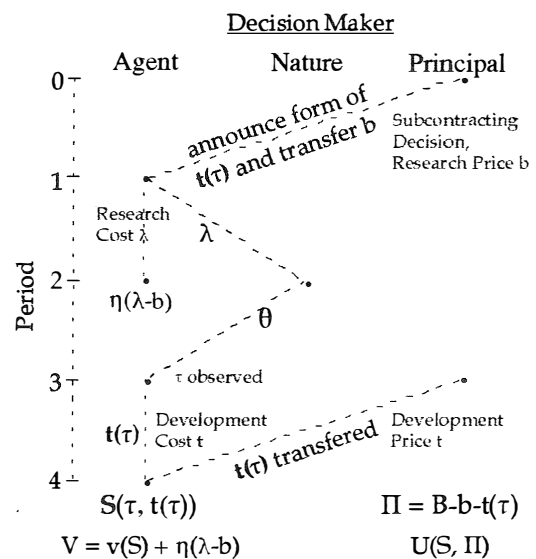 Decision Maker
Agent Nature Principal
0
announce form of
t(τ) and transfer b
Subcontracting
Decision,
Research Price b
1
Research
Cost λ
λ
Period
2
η(λ-b)
θ
3
τ observed
t(τ)
Development
Cost t
t(τ) transfered
Development
Price t
4
S(τ, t(τ))
Π = B-b-t(τ)
V = v(S) + η(λ-b)
U(S, Π)